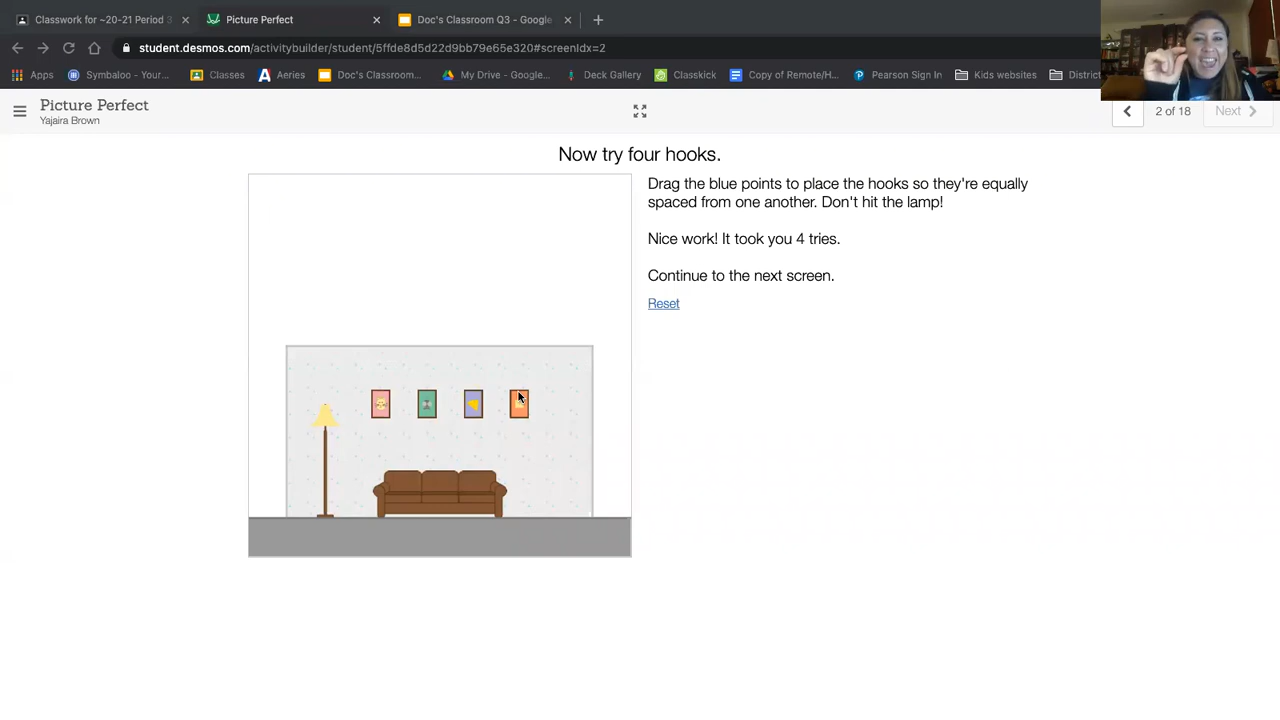 Classwork for ~20-21 Period 3
Picture Perfect
Doc's Classroom Q3 - Google
student.desmos.com/activitybuilder/student/5ffde8d5d22d9bb79e65e320#screenIdx=2
Apps
Symbaloo - Your...
Classes
Aeries
Doc's Classroom...
My Drive - Google...
Deck Gallery
Classkick
Copy of Remote/H...
Pearson Sign In
Kids websites
District
Picture Perfect
Yajaira Brown
2 of 18
Next
Now try four hooks.
Drag the blue points to place the hooks so they're equally
spaced from one another. Don't hit the lamp!
Nice work! It took you 4 tries.
Continue to the next screen.
Reset